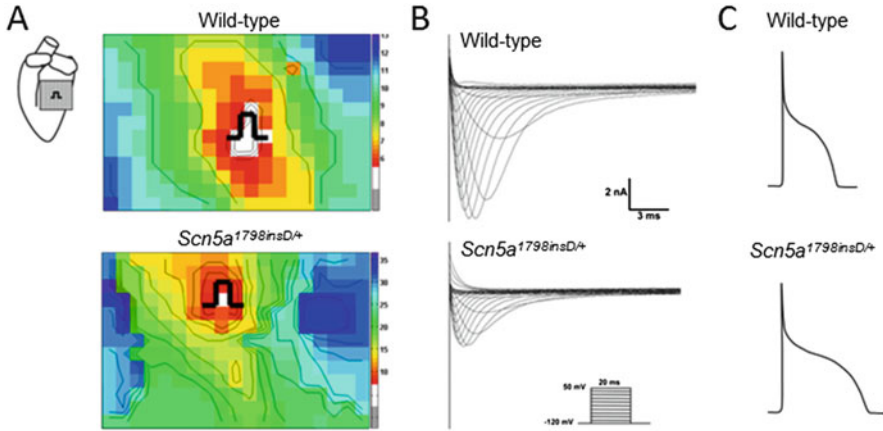 A
Wild-type
13
12
11
10
9
8
7
6
Scn5a1798insD/+
35
30
25
20
15
10
B
Wild-type
2 nA
3 ms
Scn5a1798insD/+
50 mV
20 ms
-120 mV
C
Wild-type
Scn5a1798insD/+